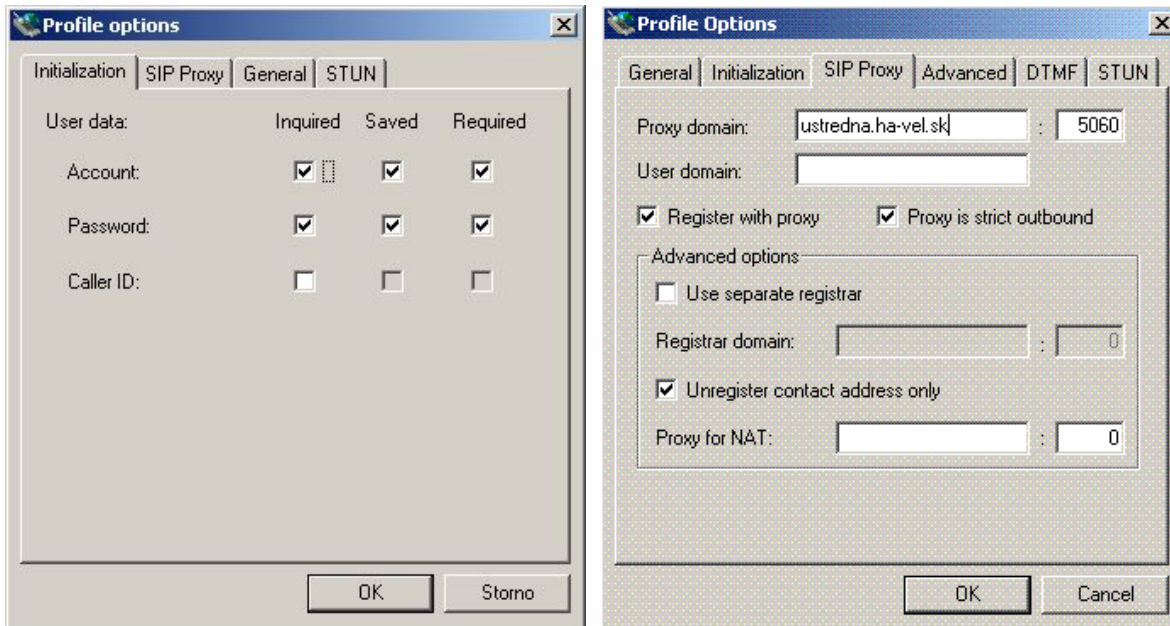 Profile options
Initialization SIP Proxy General STUN
User data: Inquired Saved Required
Account:
Password:
Caller ID:
OK Storno
Profile Options
General Initialization SIP Proxy Advanced DTMF STUN
Proxy domain: ustredna.ha-vel.sk : 5060
User domain:
Register with proxy Proxy is strict outbound
Advanced options
Use separate registrar
Registrar domain: : 0
Unregister contact address only
Proxy for NAT: : 0
OK Cancel